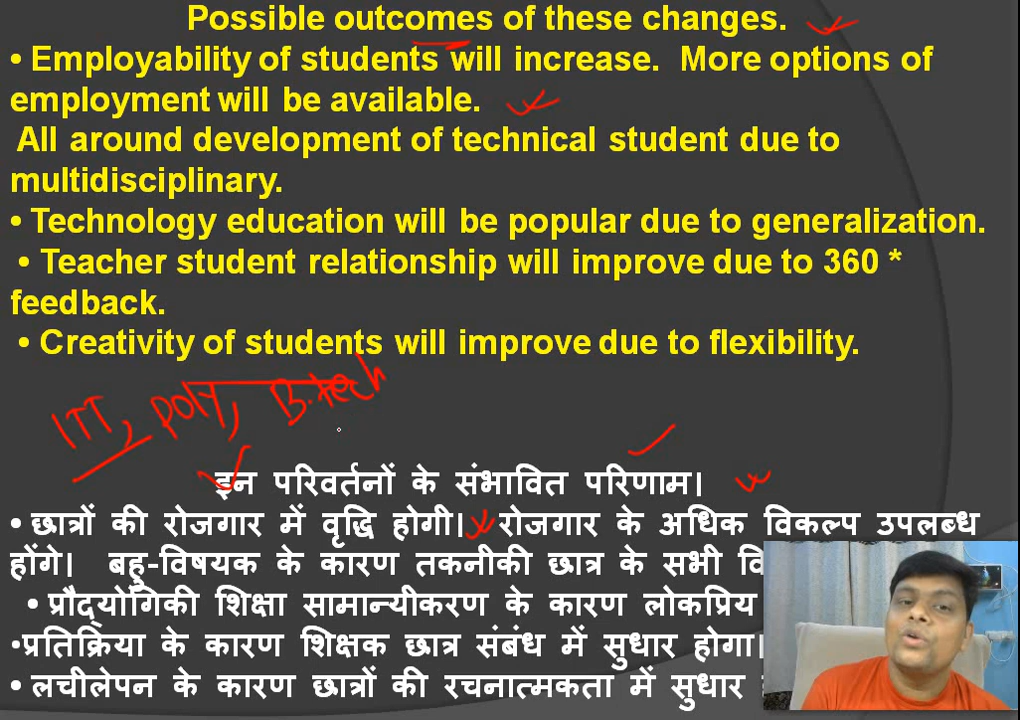 Possible outcomes of these changes.
• Employability of students will increase. More options of
employment will be available.
All around development of technical student due to
multidisciplinary.
• Technology education will be popular due to generalization.
• Teacher student relationship will improve due to 360 *
feedback.
• Creativity of students will improve due to flexibility.
ITI, poly, B.tech
इन परिवर्तनों के संभावित परिणाम।
• छात्रों की रोजगार में वृद्धि होगी। रोजगार के अधिक विकल्प उपलब्ध
होंगे। बहु-विषयक के कारण तकनीकी छात्र के सभी
• प्रौद्योगिकी शिक्षा सामान्यीकरण के कारण लोकप्रिय
•प्रतिक्रिया के कारण शिक्षक छात्र संबंध में सुधार होगा।
• लचीलेपन के कारण छात्रों की रचनात्मकता में सुधार